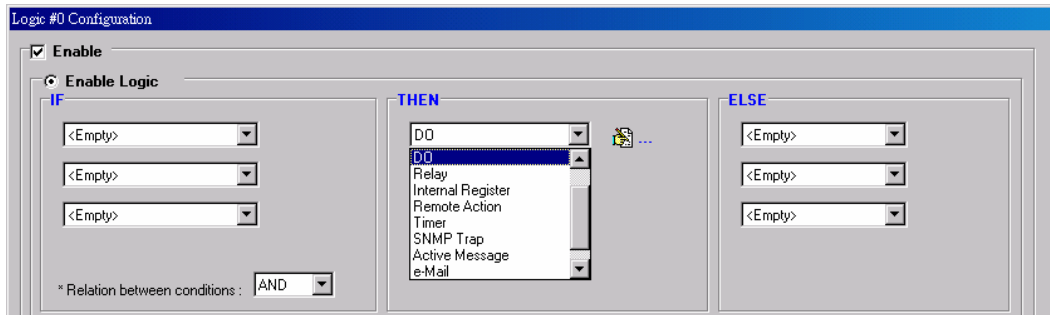 Logic #0 Configuration
Enable
Enable Logic
IF
<Empty>
<Empty>
<Empty>
* Relation between conditions : AND
THEN
DO
DO
Relay
Internal Register
Remote Action
Timer
SNMP Trap
Active Message
e-Mail
...
ELSE
<Empty>
<Empty>
<Empty>